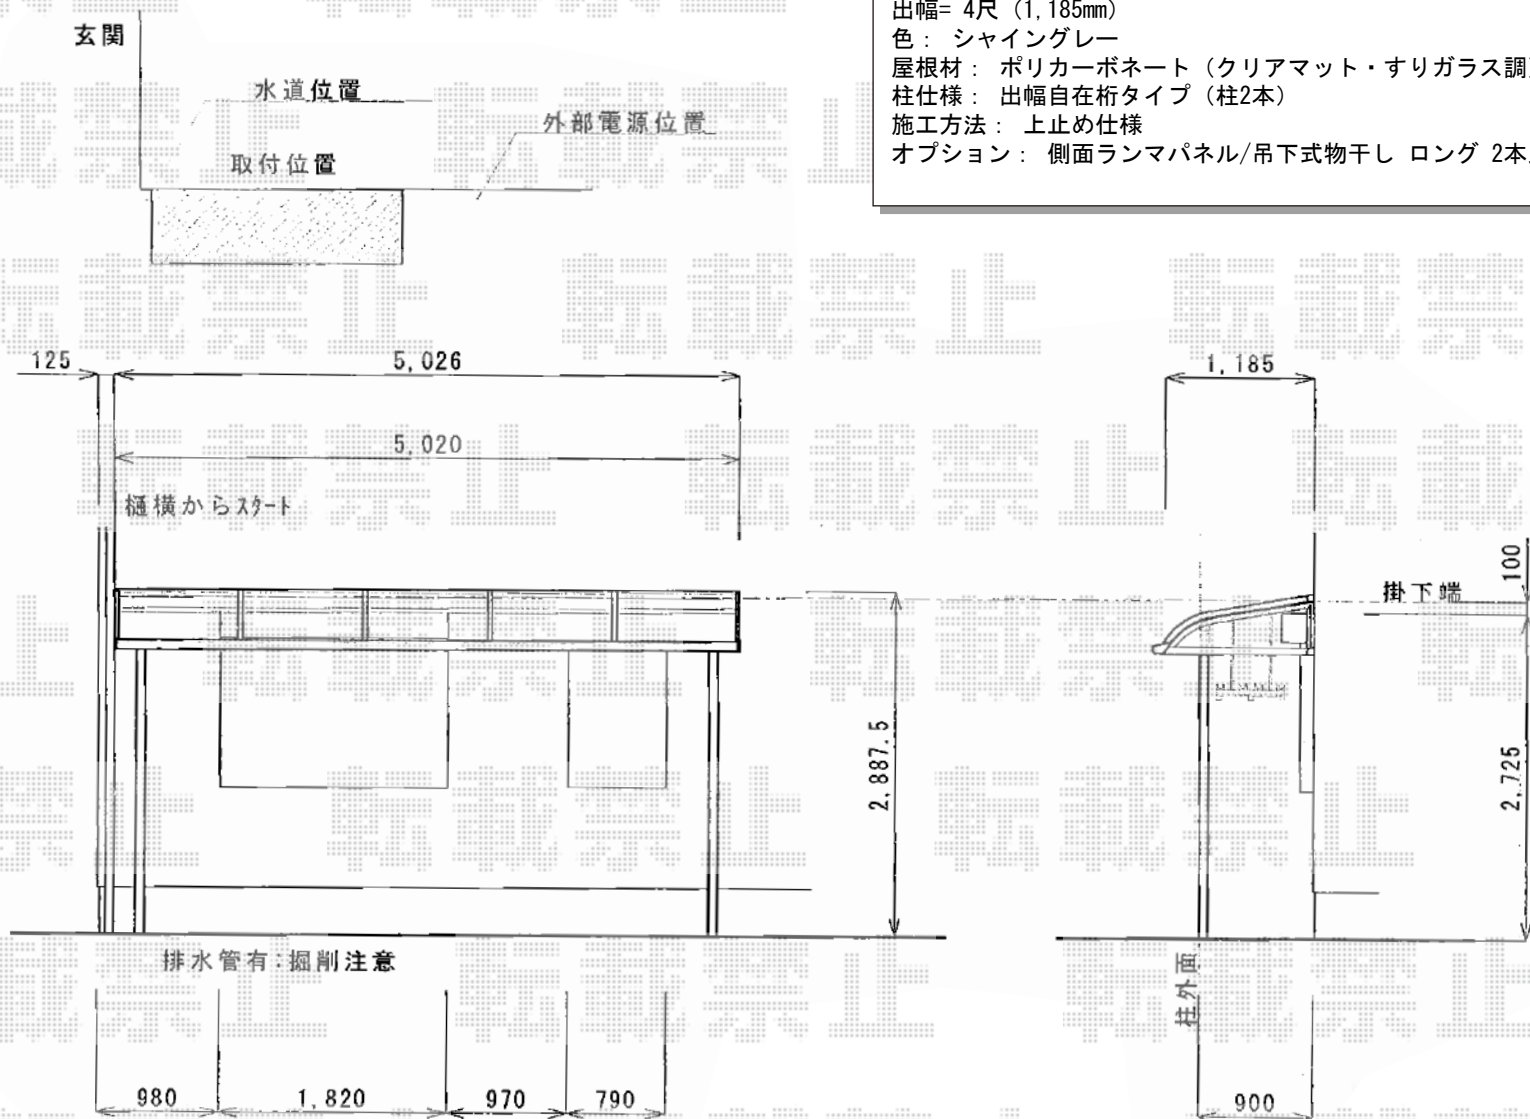 出幅= 4尺 (1,185mm)
色： シャイングレー
屋根材： ポリカーボネート（クリアマット・すりガラス調
柱仕様： 出幅自在桁タイプ（柱2本）
施工方法： 上止め仕様
オプション： 側面ランマパネル/吊下式物干し ロング 2本
玄関
水道位置
外部電源位置
取付位置
125
5,026
1,185
5,020
樋横からスタート
100
掛下端
2,887.5
2,725
排水管有:掘削注意
柱外面
980
1,820
970
790
900
転載禁止